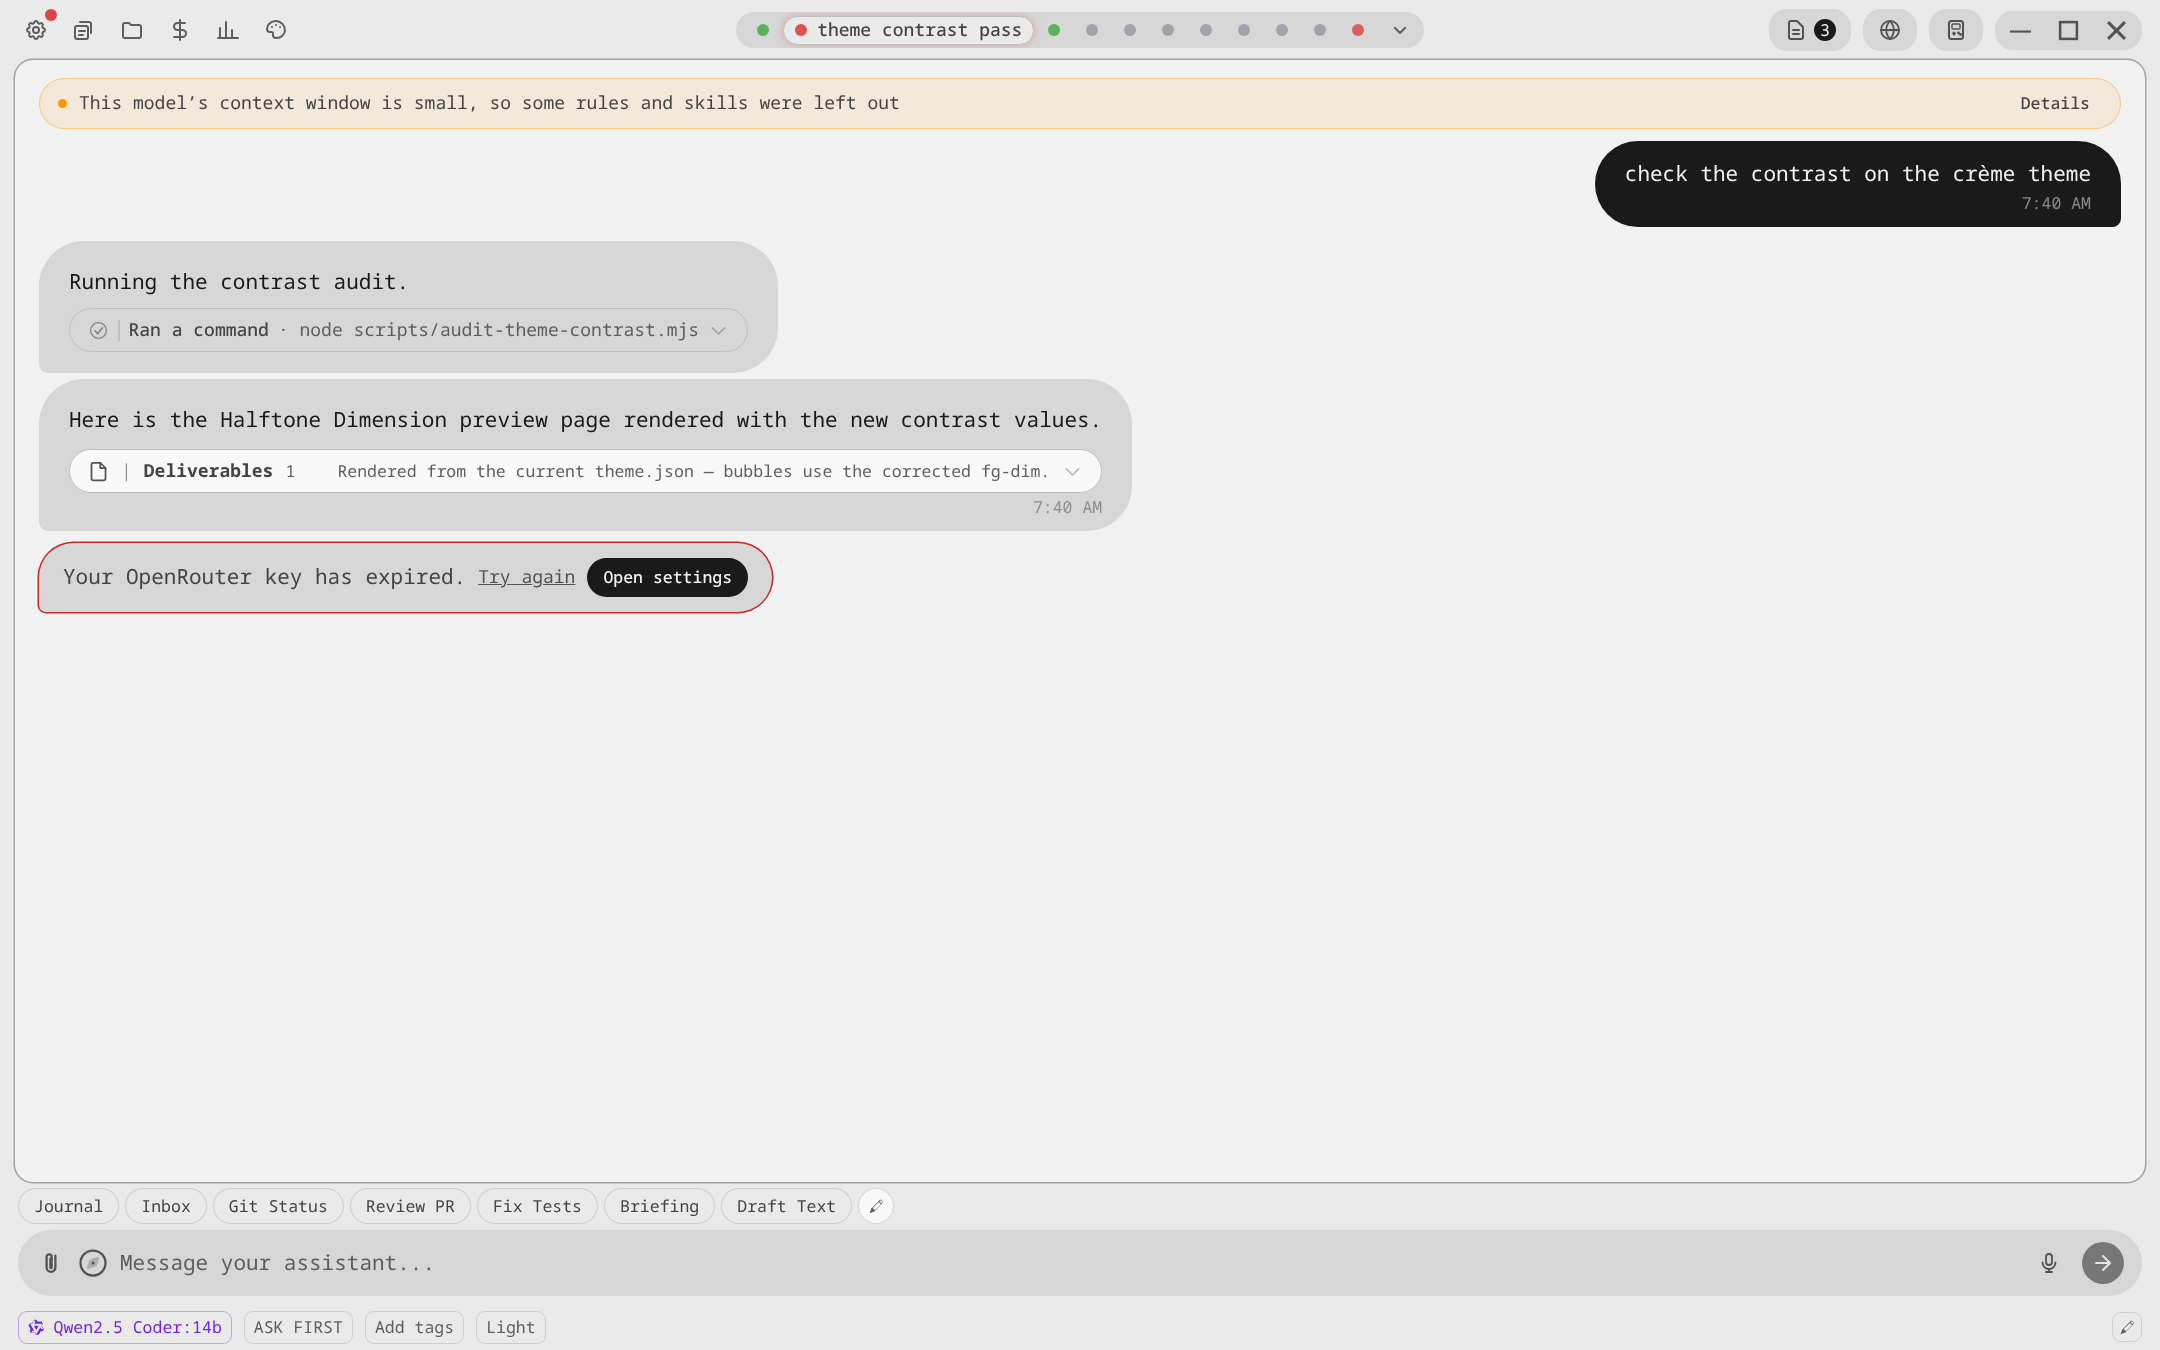 theme contrast pass
3
This model’s context window is small, so some rules and skills were left out
Details
check the contrast on the crème theme
7:40 AM
Running the contrast audit.
Ran a command · node scripts/audit-theme-contrast.mjs
Here is the Halftone Dimension preview page rendered with the new contrast values.
Deliverables 1 Rendered from the current theme.json — bubbles use the corrected fg-dim.
7:40 AM
Your OpenRouter key has expired. Try again Open settings
Journal Inbox Git Status Review PR Fix Tests Briefing Draft Text
Message your assistant...
Qwen2.5 Coder:14b ASK FIRST Add tags Light